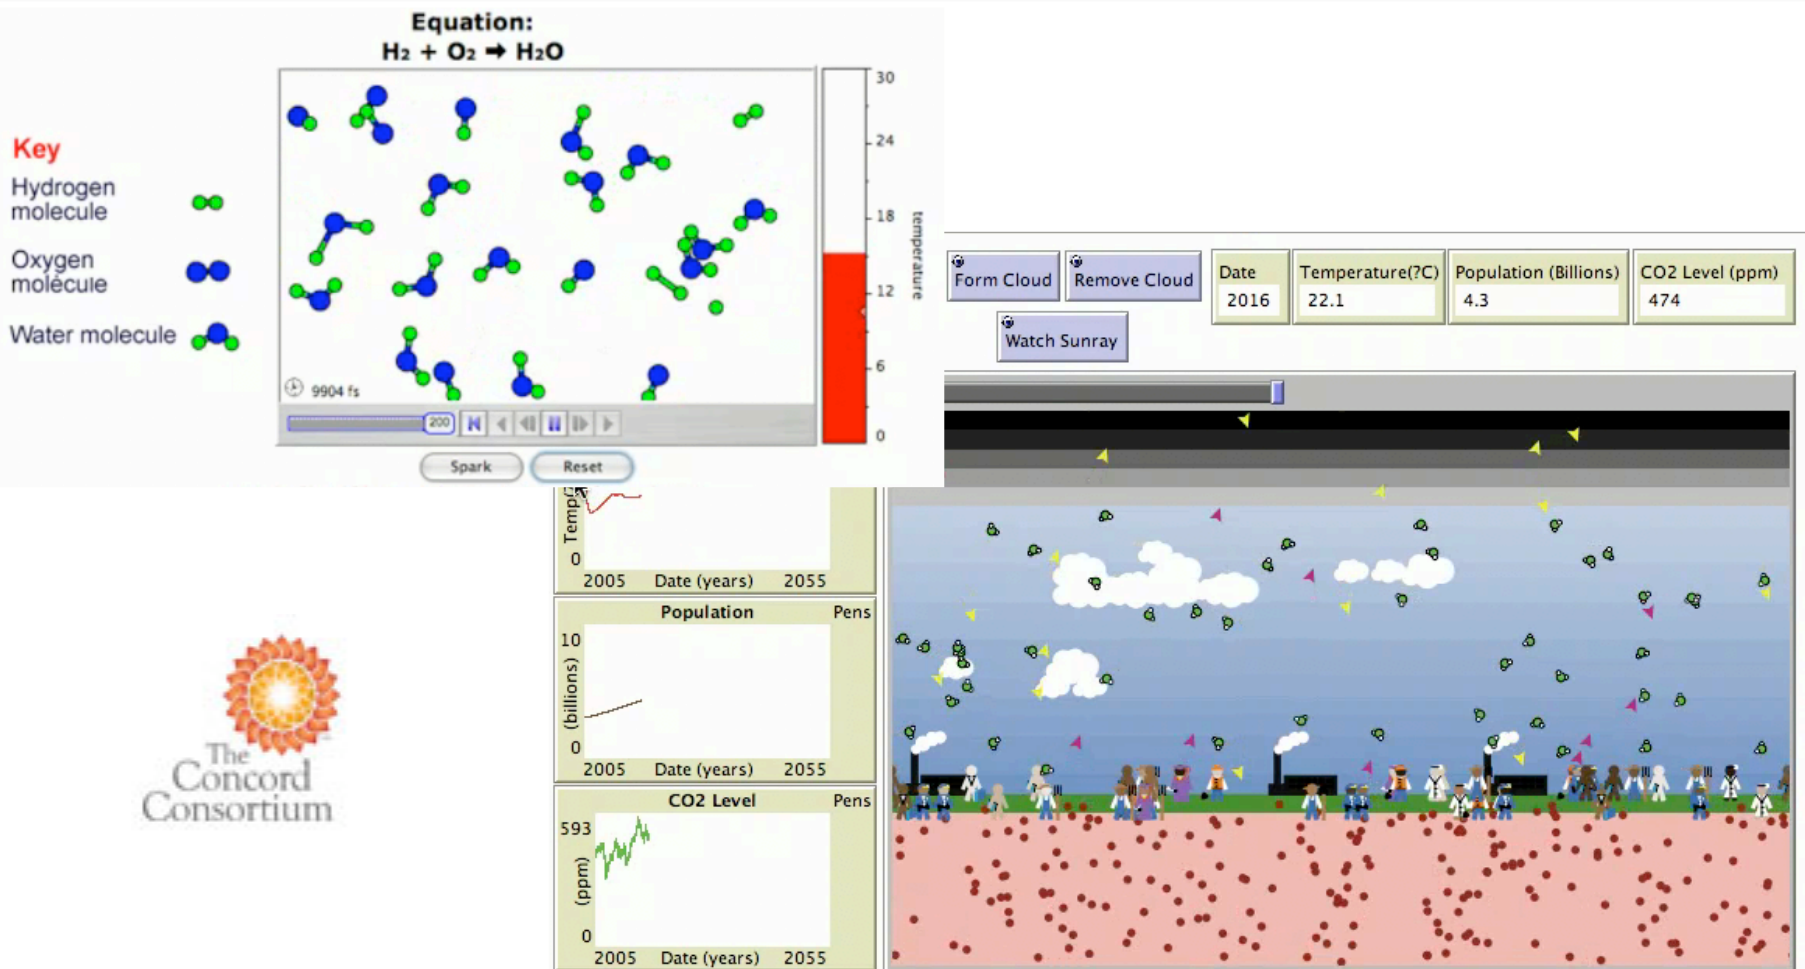 Equation:
H₂ + O₂ ➡ H₂O
Key
Hydrogen
molecule
Oxygen
molecule
Water molecule
9904 fs
200
Spark
Reset
30
24
18
12
6
0
temperature
Form Cloud
Remove Cloud
Watch Sunray
Date
2016
Temperature(?C)
22.1
Population (Billions)
4.3
CO2 Level (ppm)
474
0
2005 Date (years) 2055
Population Pens
10
(billions)
0
2005 Date (years) 2055
CO2 Level Pens
593
(ppm)
0
2005 Date (years) 2055
The
Concord
Consortium